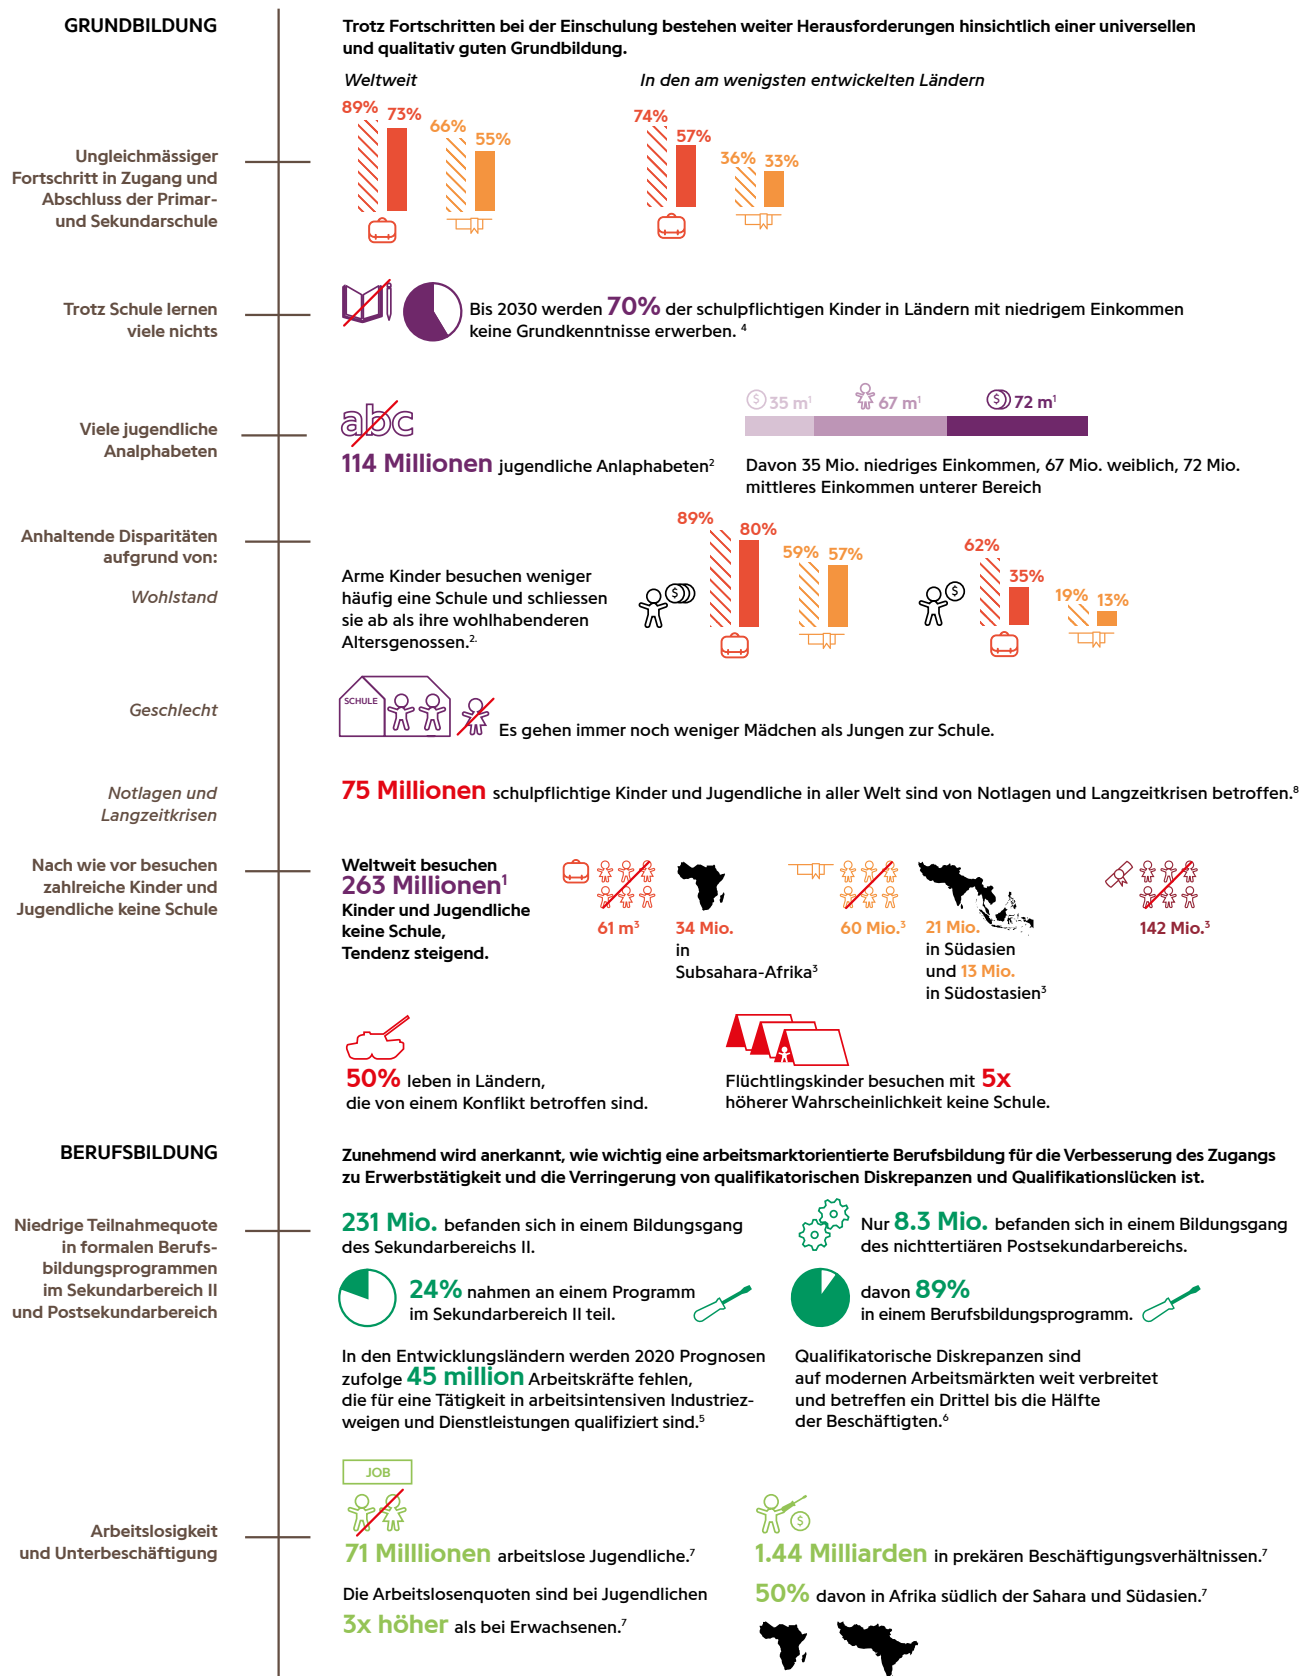 GRUNDBILDUNG
Trotz Fortschritten bei der Einschulung bestehen weiter Herausforderungen hinsichtlich einer universellen
und qualitativ guten Grundbildung.
Weltweit
In den am wenigsten entwickelten Ländern
89% 73%
66% 55%
74% 57%
36% 33%
Ungleichmässiger
Fortschritt in Zugang und
Abschluss der Primar-
und Sekundarschule
Trotz Schule lernen
viele nichts
Bis 2030 werden 70% der schulpflichtigen Kinder in Ländern mit niedrigem Einkommen
keine Grundkenntnisse erwerben. 4
Viele jugendliche
Analphabeten
abc
114 Millionen jugendliche Anlaphabeten2
$ 35 m1
67 m1
$ 72 m1
Davon 35 Mio. niedriges Einkommen, 67 Mio. weiblich, 72 Mio.
mittleres Einkommen unterer Bereich
Anhaltende Disparitäten
aufgrund von:
Wohlstand
Arme Kinder besuchen weniger
häufig eine Schule und schliessen
sie ab als ihre wohlhabenderen
Altersgenossen.2.
$
89% 80%
59% 57%
$
62% 35%
19% 13%
Geschlecht
SCHULE
Es gehen immer noch weniger Mädchen als Jungen zur Schule.
Notlagen und
Langzeitkrisen
75 Millionen schulpflichtige Kinder und Jugendliche in aller Welt sind von Notlagen und Langzeitkrisen betroffen.8
Nach wie vor besuchen
zahlreiche Kinder und
Jugendliche keine Schule
Weltweit besuchen
263 Millionen1
Kinder und Jugendliche
keine Schule,
Tendenz steigend.
61 m3
34 Mio.
in
Subsahara-Afrika3
60 Mio.3
21 Mio.
in Südasien
und 13 Mio.
in Südostasien3
142 Mio.3
50% leben in Ländern,
die von einem Konflikt betroffen sind.
Flüchtlingskinder besuchen mit 5x
höherer Wahrscheinlichkeit keine Schule.
BERUFSBILDUNG
Zunehmend wird anerkannt, wie wichtig eine arbeitsmarktorientierte Berufsbildung für die Verbesserung des Zugangs
zu Erwerbstätigkeit und die Verringerung von qualifikatorischen Diskrepanzen und Qualifikationslücken ist.
Niedrige Teilnahmequote
in formalen Berufs-
bildungsprogrammen
im Sekundarbereich II
und Postsekundarbereich
231 Mio. befanden sich in einem Bildungsgang
des Sekundarbereichs II.
Nur 8.3 Mio. befanden sich in einem Bildungsgang
des nichttertiären Postsekundarbereichs.
24% nahmen an einem Programm
im Sekundarbereich II teil.
davon 89%
in einem Berufsbildungsprogramm.
In den Entwicklungsländern werden 2020 Prognosen
zufolge 45 million Arbeitskräfte fehlen,
die für eine Tätigkeit in arbeitsintensiven Industriez-
weigen und Dienstleistungen qualifiziert sind.5
Qualifikatorische Diskrepanzen sind
auf modernen Arbeitsmärkten weit verbreitet
und betreffen ein Drittel bis die Hälfte
der Beschäftigten.6
Arbeitslosigkeit
und Unterbeschäftigung
JOB
71 Milllionen arbeitslose Jugendliche.7
Die Arbeitslosenquoten sind bei Jugendlichen
3x höher als bei Erwachsenen.7
$
1.44 Milliarden in prekären Beschäftigungsverhältnissen.7
50% davon in Afrika südlich der Sahara und Südasien.7